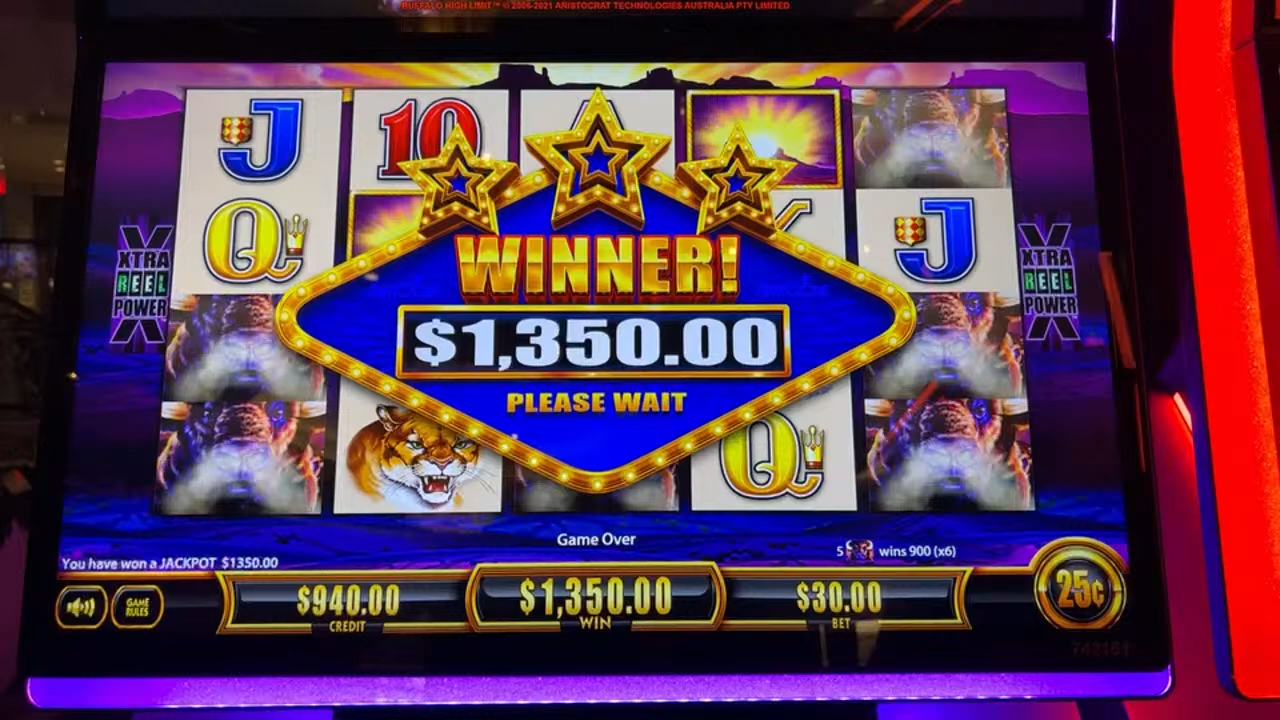 BUFFALO HIGH LIMIT™ © 2006-2021 ARISTOCRAT TECHNOLOGIES AUSTRALIA PTY LIMITED
J
10
Q
J
XTRA
REEL
POWER
X
WINNER!
$1,350.00
PLEASE WAIT
XTRA
REEL
POWER
X
Q
Game Over
You have won a JACKPOT $1350.00
5 wins 900 (x6)
GAME
RULES
$940.00
CREDIT
$1,350.00
WIN
$30.00
BET
25¢